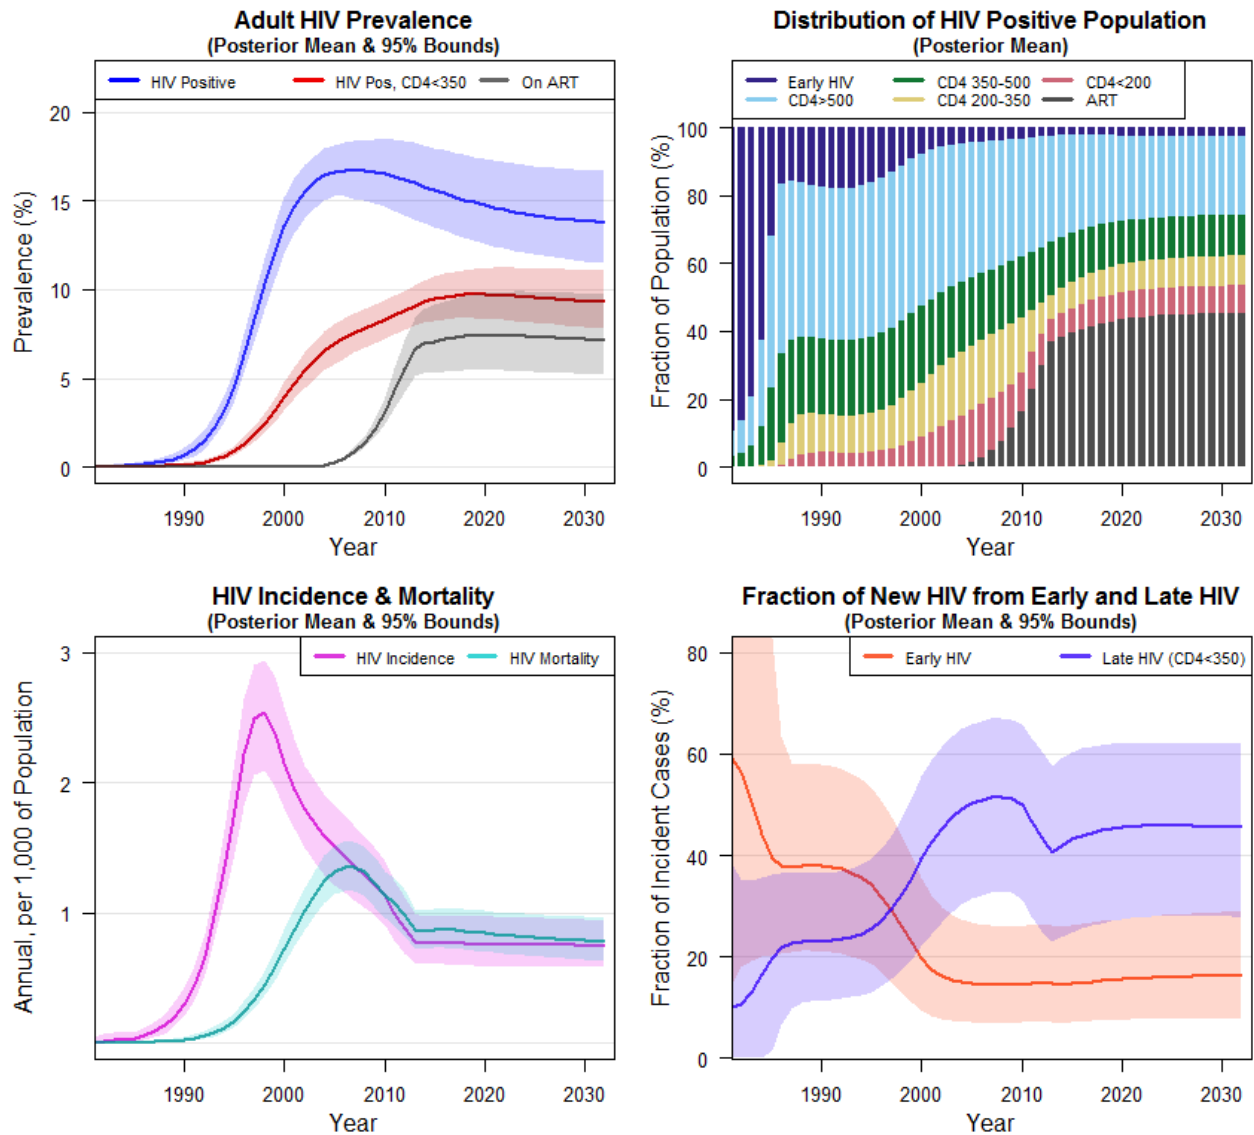 Adult HIV Prevalence
(Posterior Mean & 95% Bounds)
HIV Positive
HIV Pos, CD4<350
On ART
Prevalence (%)
20
15
10
5
0
1990
2000
2010
2020
2030
Year
Distribution of HIV Positive Population
(Posterior Mean)
Early HIV
CD4 350-500
CD4<200
CD4>500
CD4 200-350
ART
Fraction of Population (%)
100
80
60
40
20
0
1990
2000
2010
2020
2030
Year
HIV Incidence & Mortality
(Posterior Mean & 95% Bounds)
HIV Incidence
HIV Mortality
Annual, per 1,000 of Population
3
2
1
1990
2000
2010
2020
2030
Year
Fraction of New HIV from Early and Late HIV
(Posterior Mean & 95% Bounds)
Early HIV
Late HIV (CD4<350)
Fraction of Incident Cases (%)
80
60
40
20
0
1990
2000
2010
2020
2030
Year